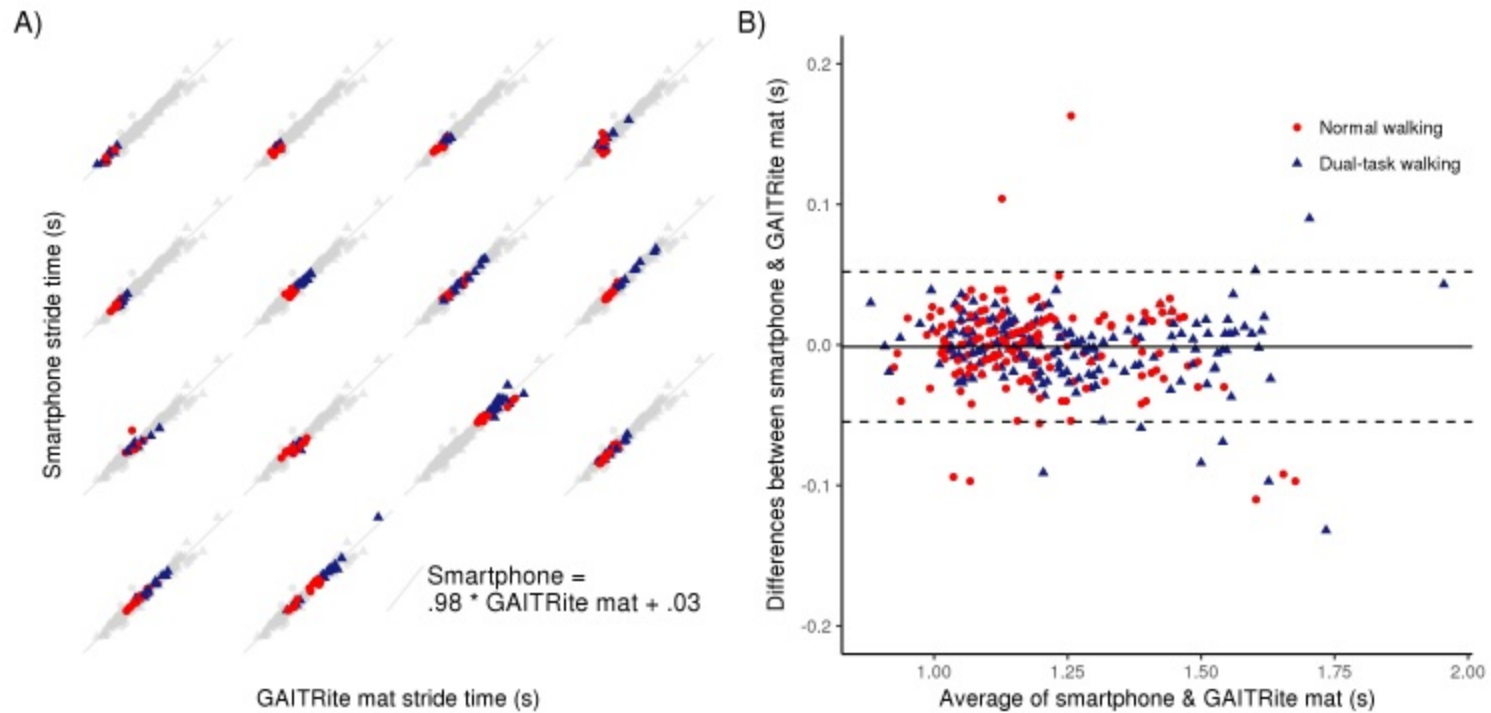 A)
Smartphone stride time (s)
Smartphone =
.98 * GAITRite mat + .03
GAITRite mat stride time (s)
B)
Differences between smartphone & GAITRite mat (s)
0.2
0.1
0.0
-0.1
-0.2
Normal walking
Dual-task walking
1.00 1.25 1.50 1.75 2.00
Average of smartphone & GAITRite mat (s)